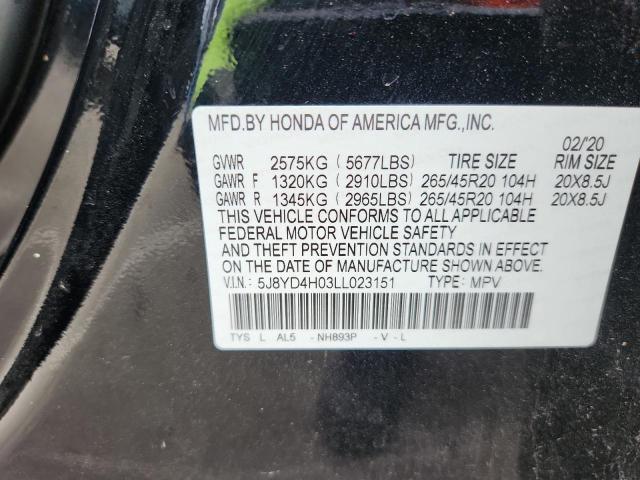 MFD.BY HONDA OF AMERICA MFG.,INC.
02/'20
GVWR 2575KG ( 5677LBS) TIRE SIZE RIM SIZE
GAWR F 1320KG ( 2910LBS) 265/45R20 104H 20X8.5J
GAWR R 1345KG ( 2965LBS) 265/45R20 104H 20X8.5J
THIS VEHICLE CONFORMS TO ALL APPLICABLE
FEDERAL MOTOR VEHICLE SAFETY
AND THEFT PREVENTION STANDARDS IN EFFECT
ON THE DATE OF MANUFACTURE SHOWN ABOVE.
V.I.N.: 5J8YD4H03LL023151 TYPE: MPV
TYS L AL5 -NH893P -V-L